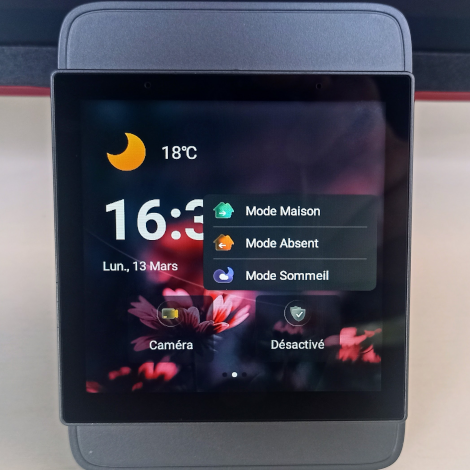 18°C
16:3
Mode Maison
Mode Absent
Lun., 13 Mars
Mode Sommeil
Caméra
Désactivé